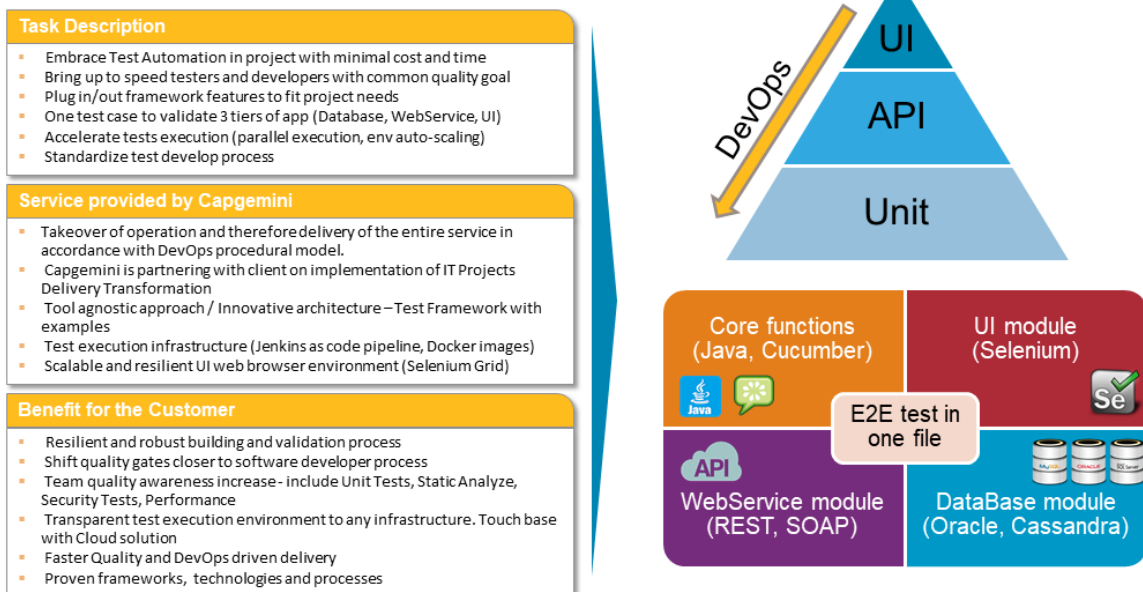 Task Description
Embrace Test Automation in project with minimal cost and time
Bring up to speed testers and developers with common quality goal
Plug in/out framework features to fit project needs
One test case to validate 3 tiers of app (Database, WebService, UI)
Accelerate tests execution (parallel execution, env auto-scaling)
Standardize test develop process
Service provided by Capgemini
Takeover of operation and therefore delivery of the entire service in
accordance with DevOps procedural model.
Capgemini is partnering with client on implementation of IT Projects
Delivery Transformation
Tool agnostic approach / Innovative architecture – Test Framework with
examples
Test execution infrastructure (Jenkins as code pipeline, Docker images)
Scalable and resilient UI web browser environment (Selenium Grid)
Benefit for the Customer
Resilient and robust building and validation process
Shift quality gates closer to software developer process
Team quality awareness increase - include Unit Tests, Static Analyze,
Security Tests, Performance
Transparent test execution environment to any infrastructure. Touch base
with Cloud solution
Faster Quality and DevOps driven delivery
Proven frameworks, technologies and processes
DevOps
UI
API
Unit
Core functions
(Java, Cucumber)
Java
UI module
(Selenium)
Se
E2E test in
one file
API
WebService module
(REST, SOAP)
MySQL
ORACLE
SQL Server
DataBase module
(Oracle, Cassandra)